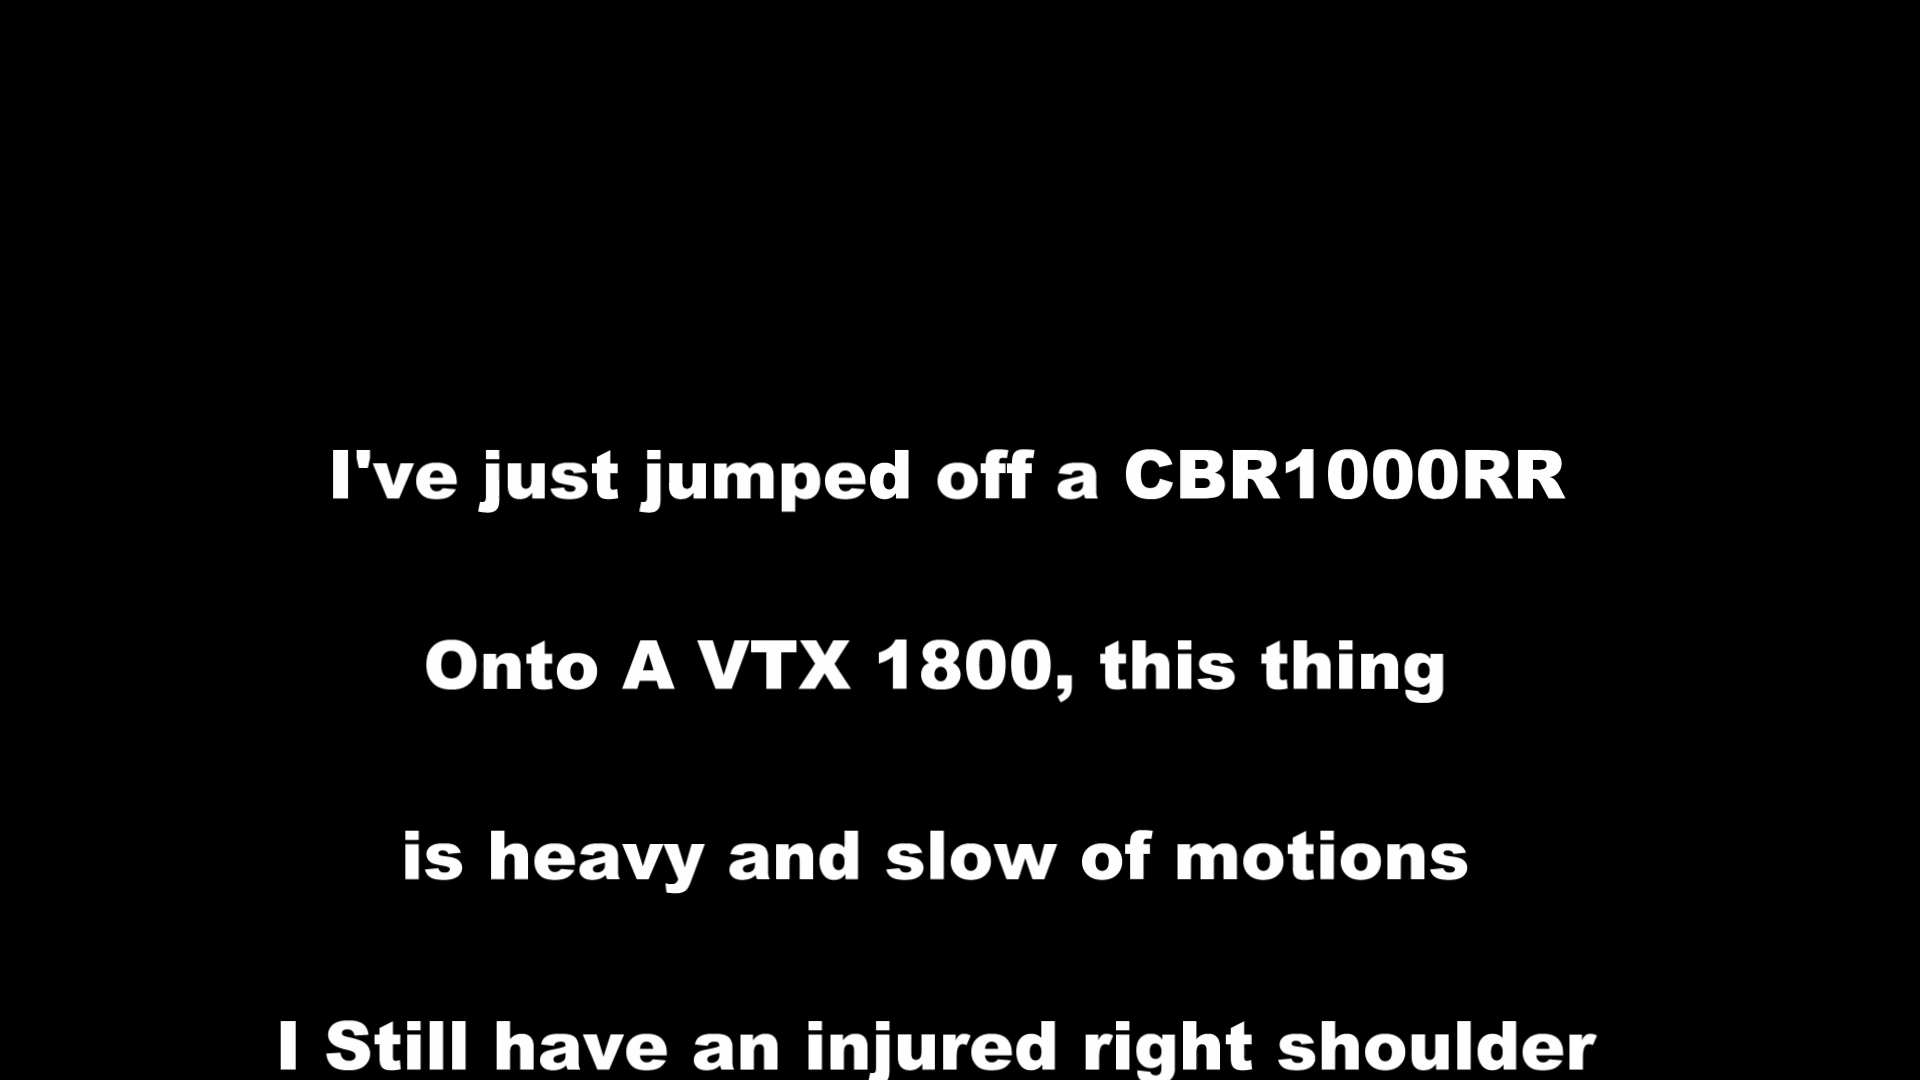 I've just jumped off a CBR1000RR
Onto A VTX 1800, this thing
is heavy and slow of motions
I Still have an injured right shoulder